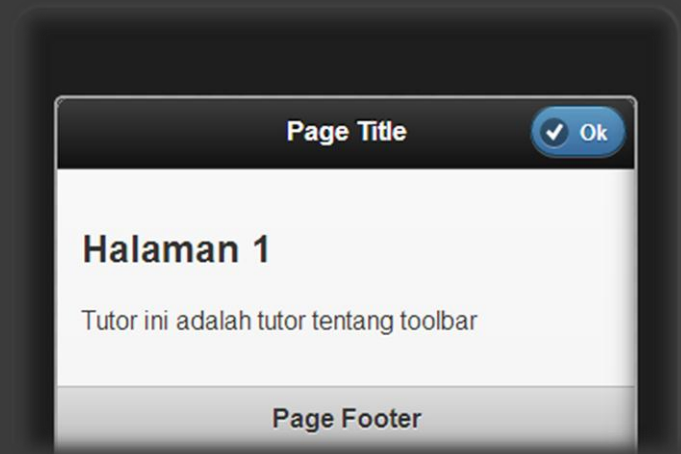 Page Title
Ok
Halaman 1
Tutor ini adalah tutor tentang toolbar
Page Footer